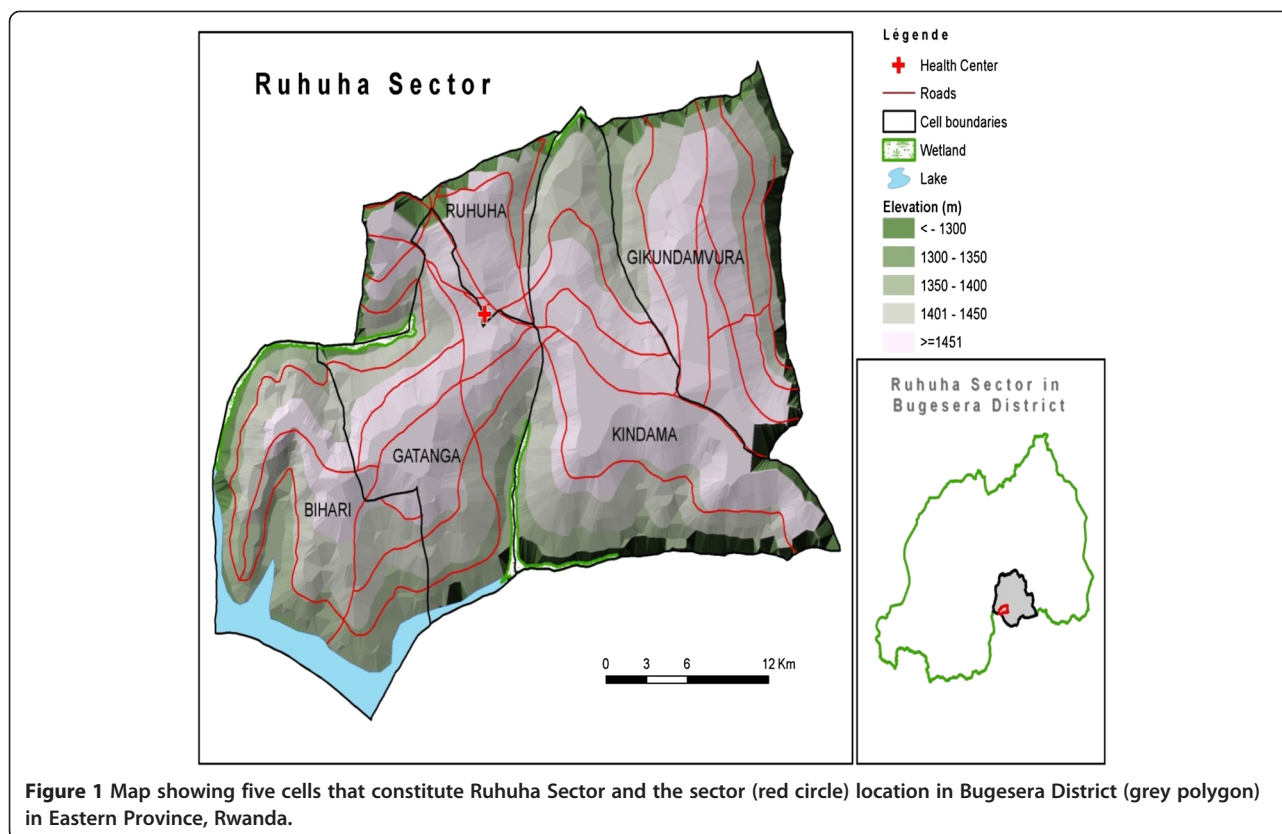 Ruhuha Sector
RUHUHA
GIKUNDAMVURA
KINDAMA
GATANGA
BIHARI
0 3 6 12 Km
Légende
Health Center
Roads
Cell boundaries
Wetland
Lake
Elevation (m)
< - 1300
1300 - 1350
1350 - 1400
1401 - 1450
>=1451
Ruhuha Sector in
Bugesera District
Figure 1 Map showing five cells that constitute Ruhuha Sector and the sector (red circle) location in Bugesera District (grey polygon)
in Eastern Province, Rwanda.